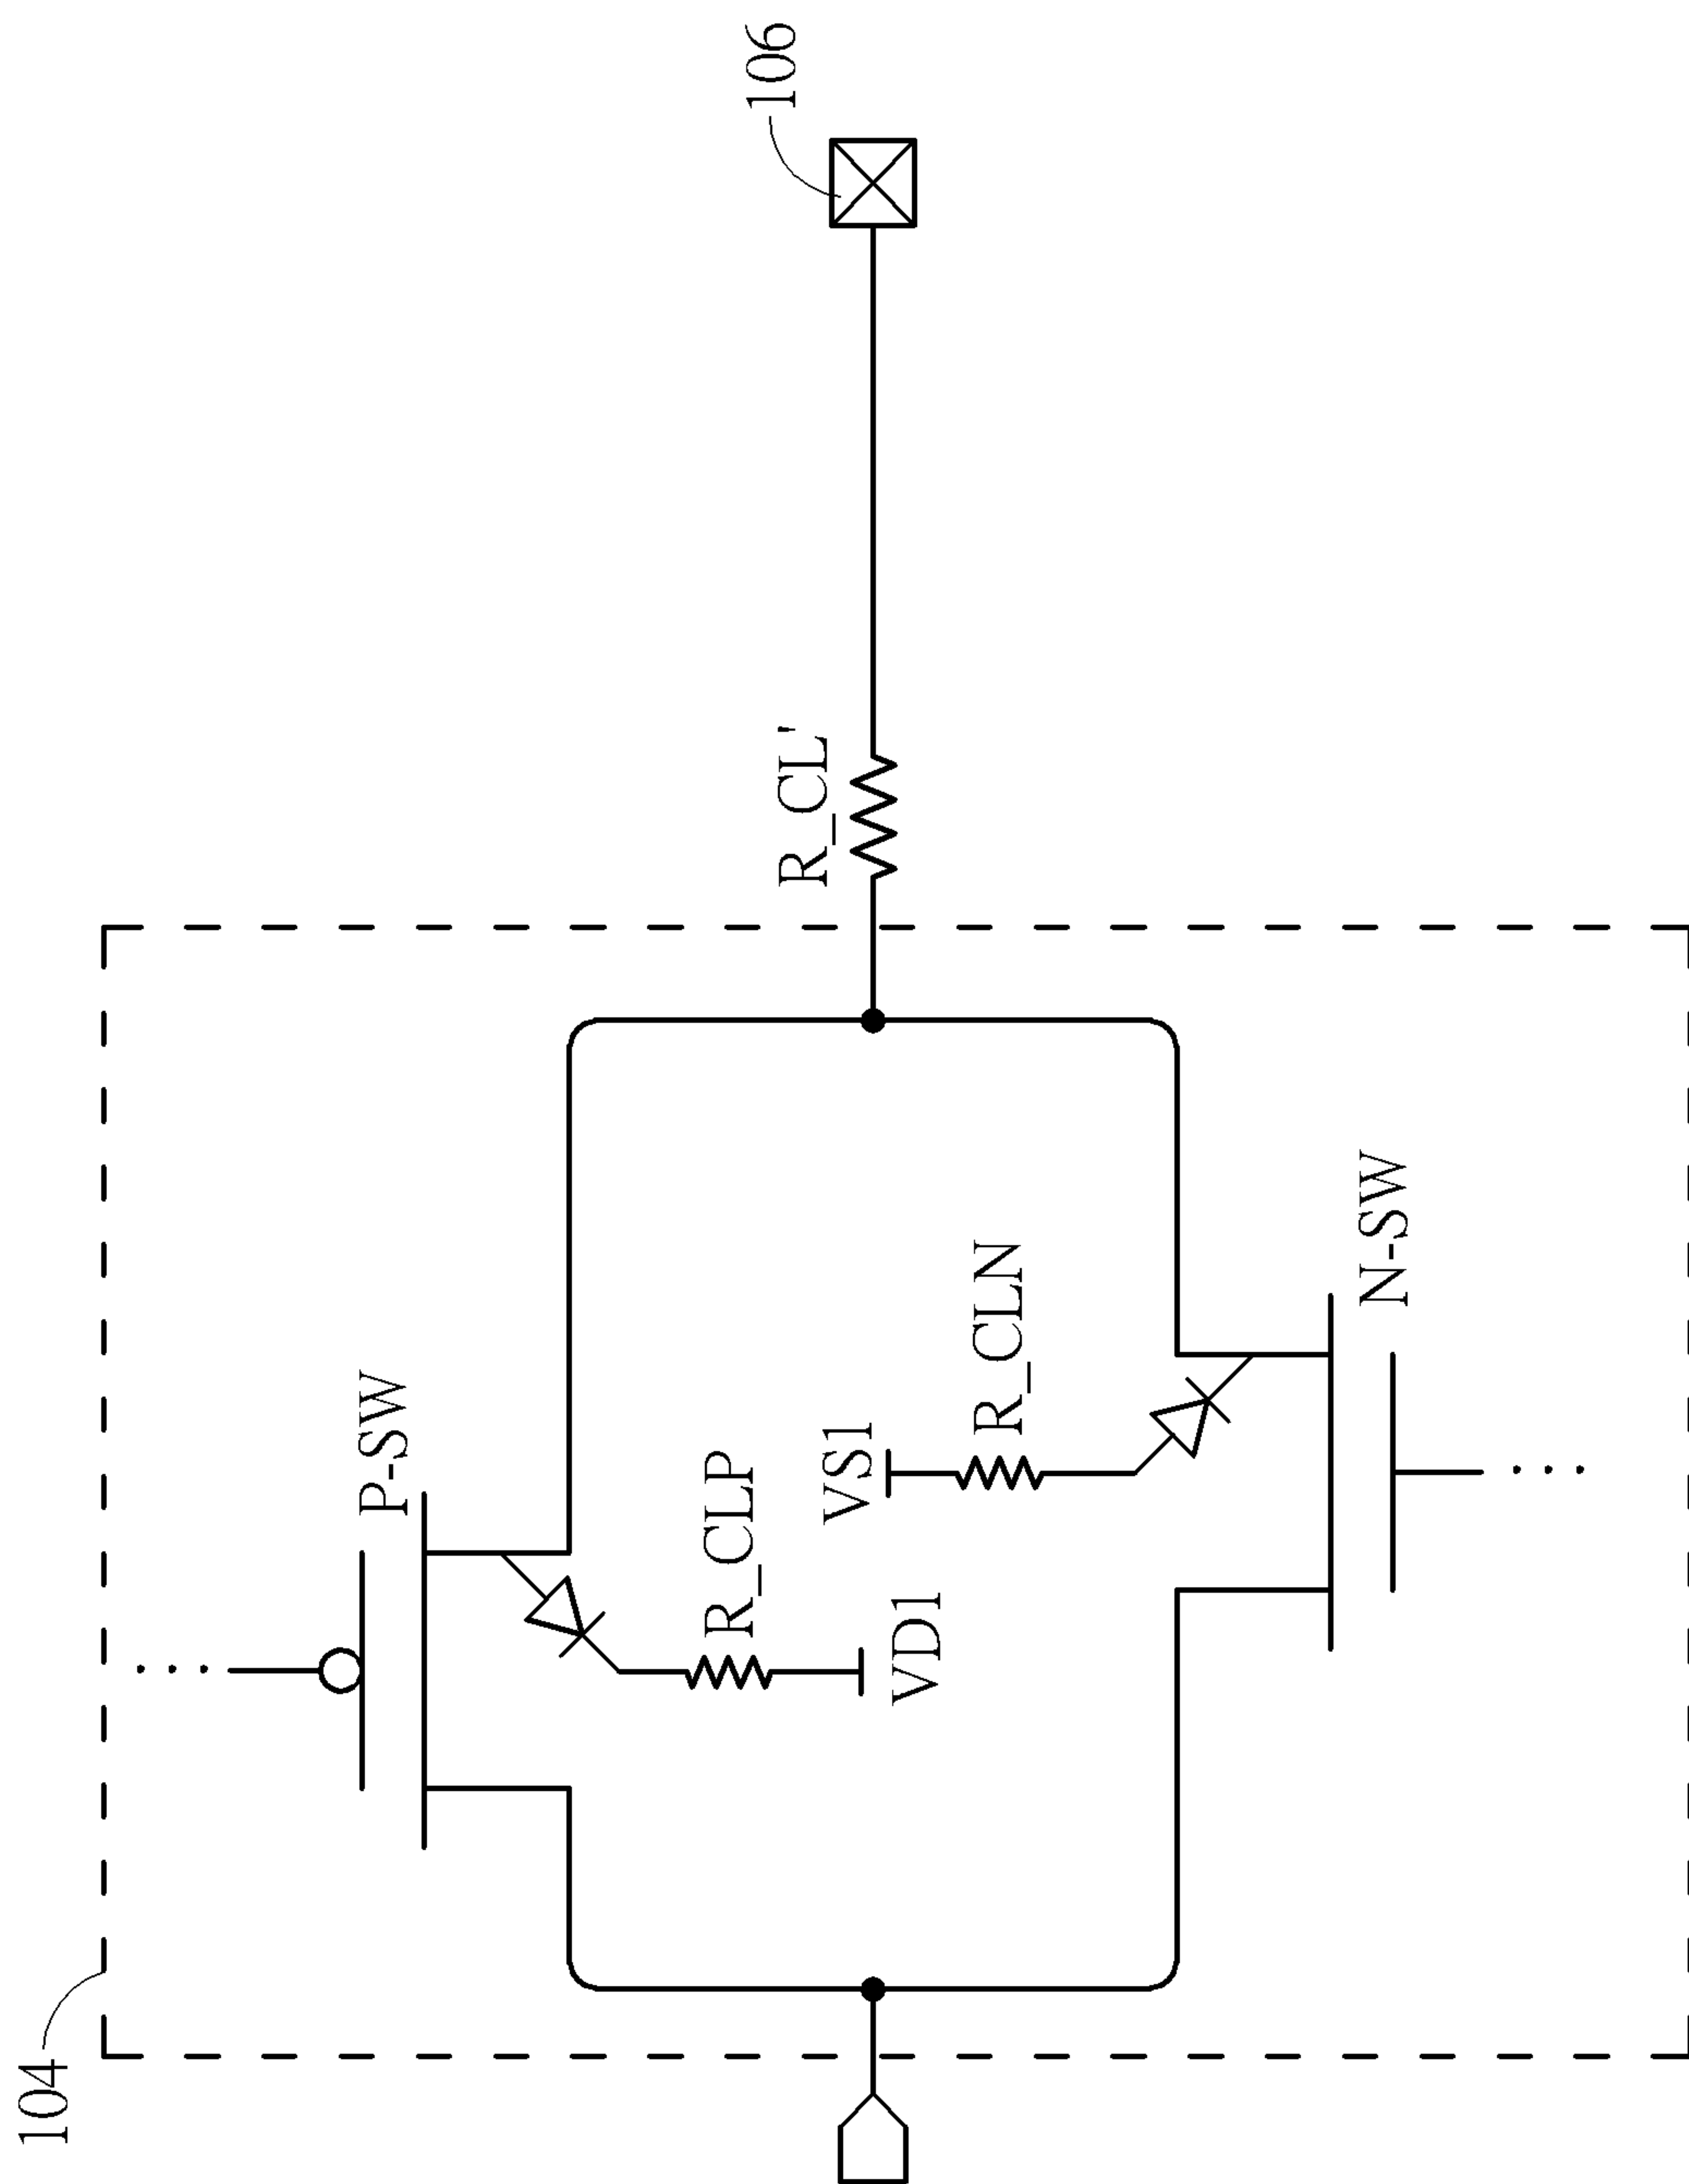 104
P-SW
R_CLP
VD1
VS1
R_CLN
N-SW
R_CL'
106